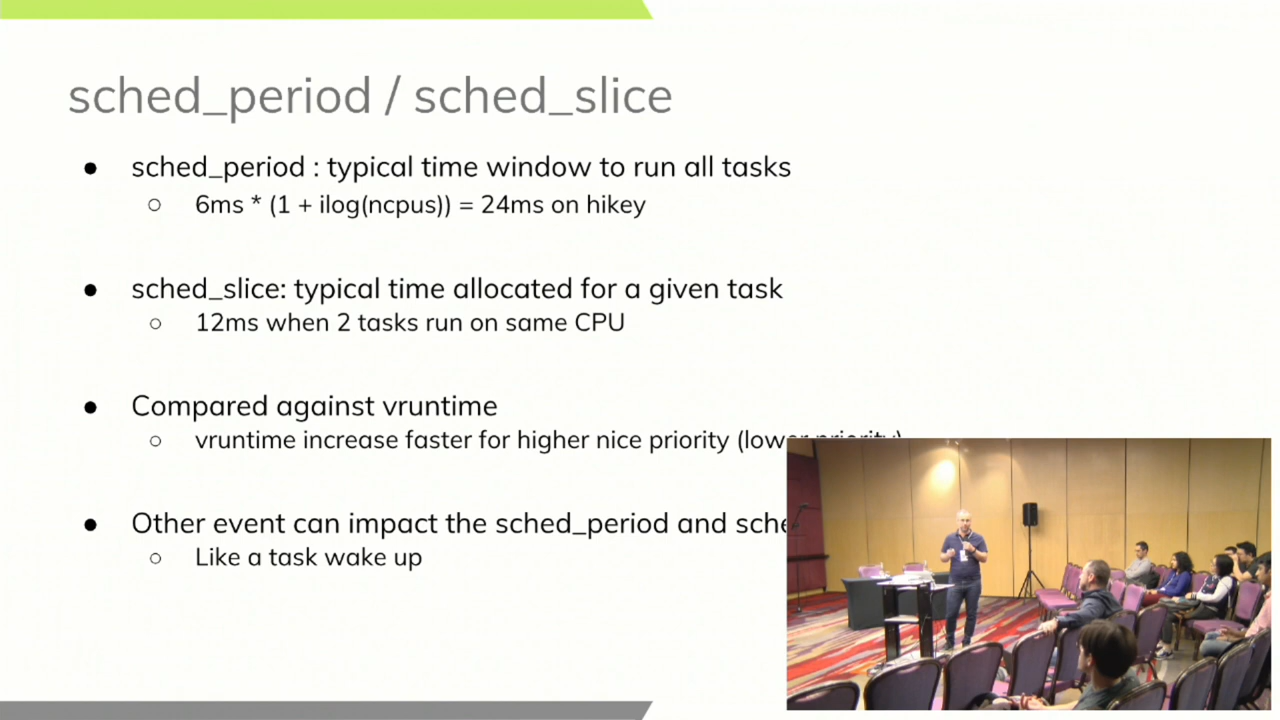 sched_period / sched_slice
● sched_period : typical time window to run all tasks
○ 6ms * (1 + ilog(ncpus)) = 24ms on hikey
● sched_slice: typical time allocated for a given task
○ 12ms when 2 tasks run on same CPU
● Compared against vruntime
○ vruntime increase faster for higher nice priority (lower priority)
● Other event can impact the sched_period and
○ Like a task wake up